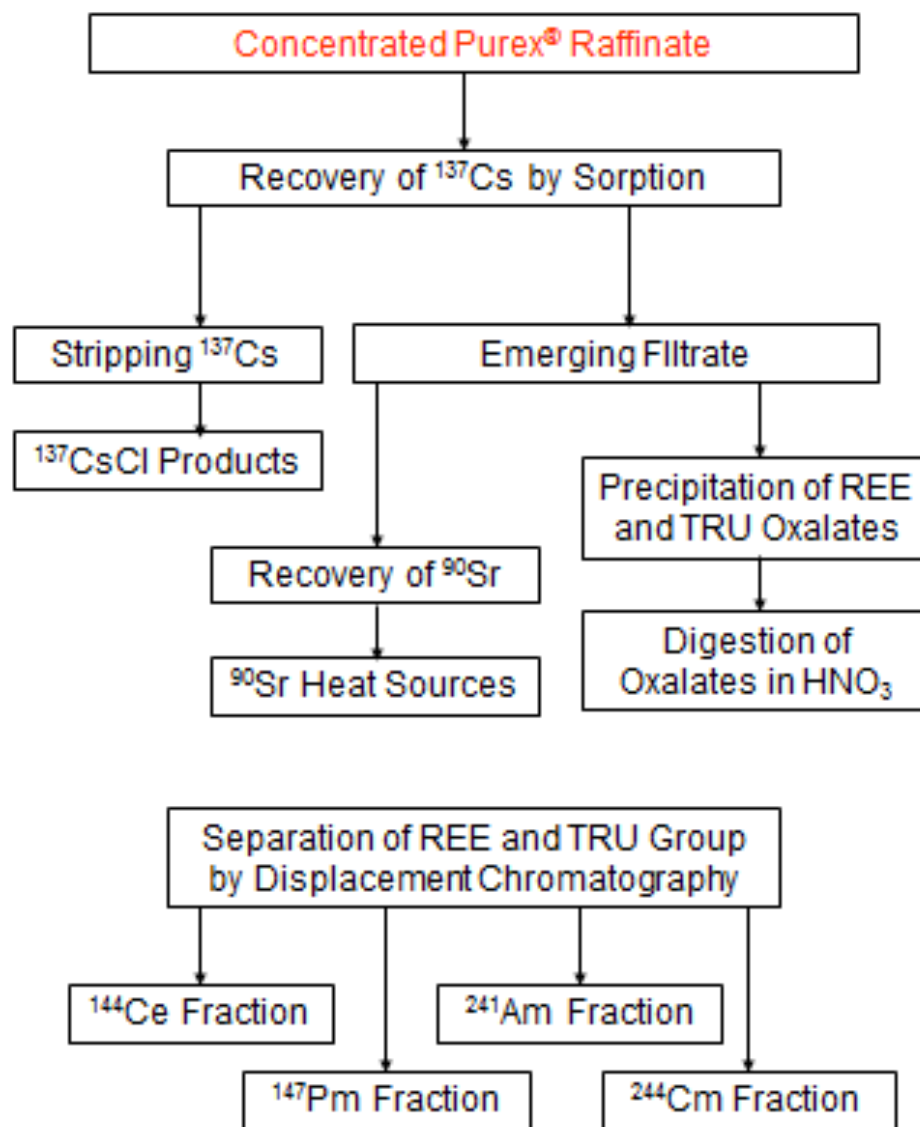 Concentrated Purex® Raffinate
Recovery of ¹³⁷Cs by Sorption
Stripping ¹³⁷Cs
Emerging FIltrate
¹³⁷CsCl Products
Precipitation of REE
and TRU Oxalates
Recovery of ⁹⁰Sr
Digestion of
Oxalates in HNO₃
⁹⁰Sr Heat Sources
Separation of REE and TRU Group
by Displacement Chromatography
¹⁴⁴Ce Fraction
²⁴¹Am Fraction
¹⁴⁷Pm Fraction
²⁴⁴Cm Fraction